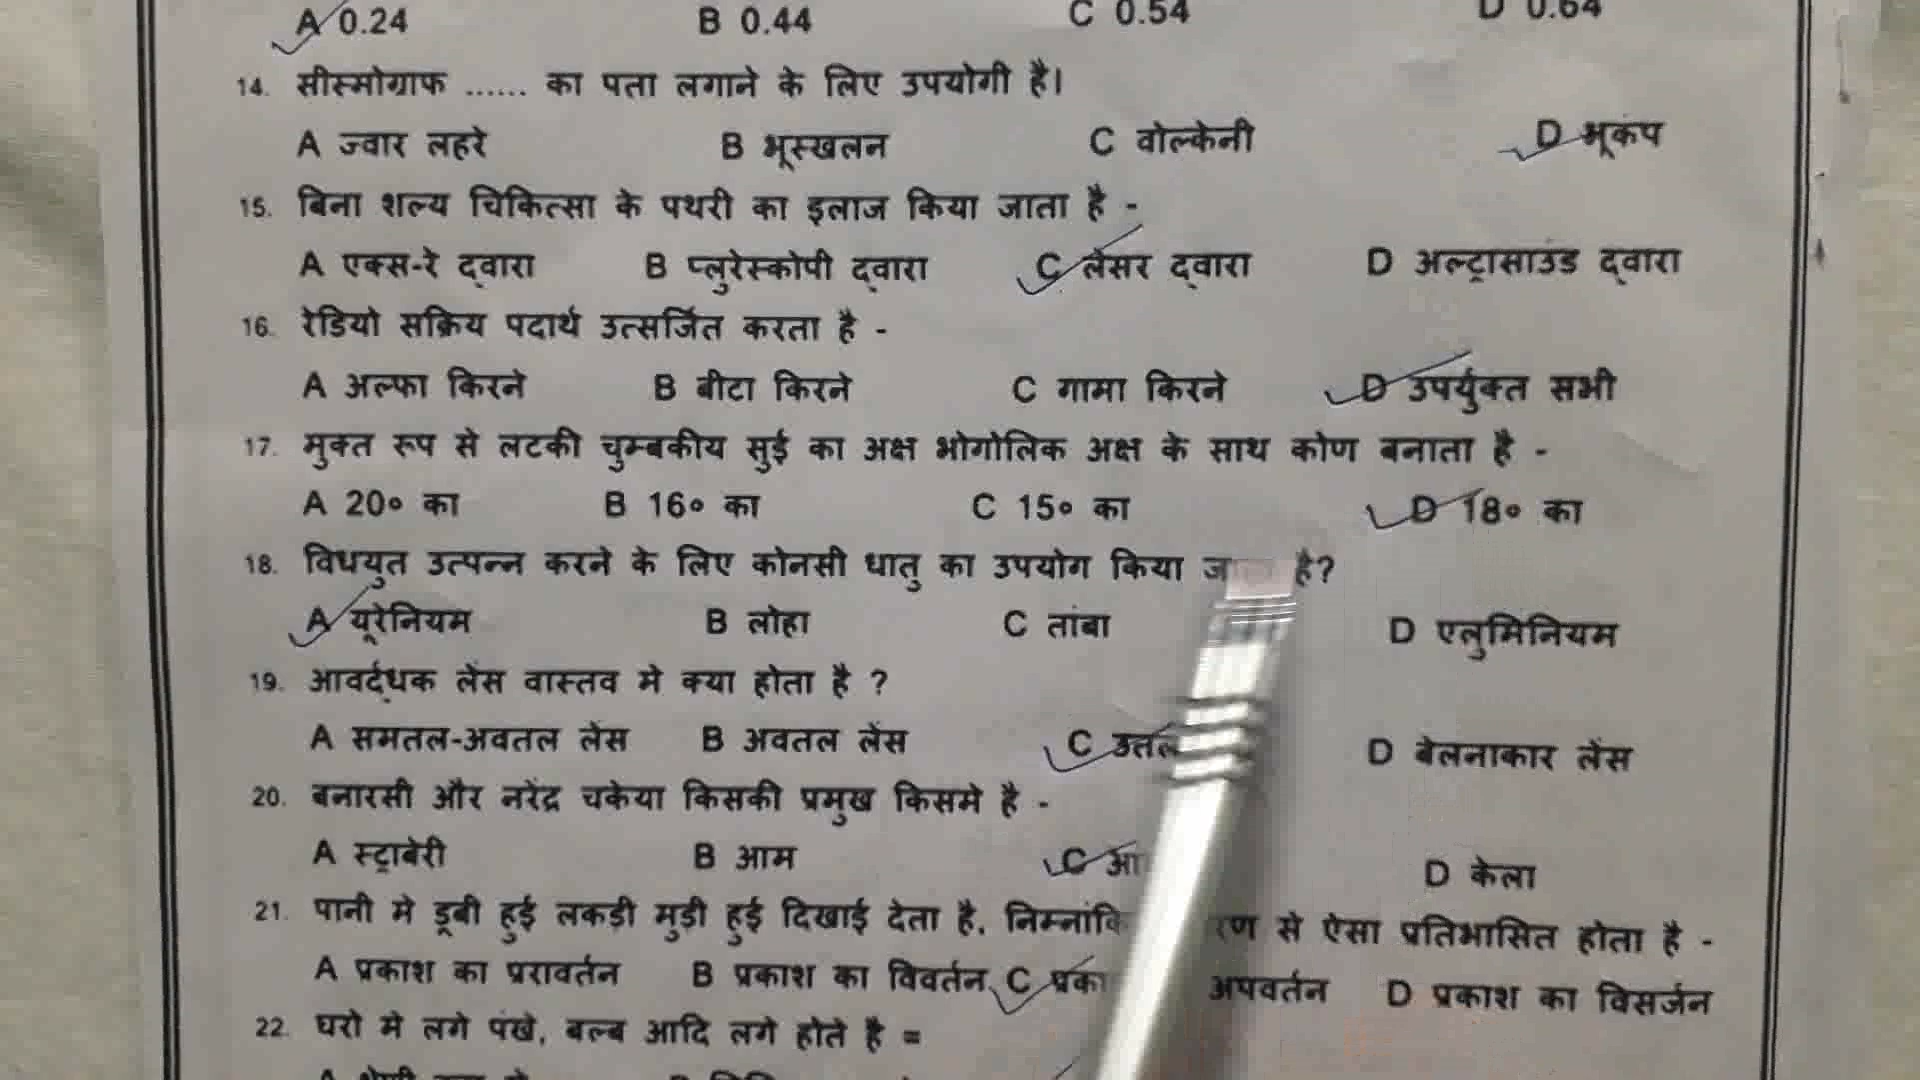 A 0.24 B 0.44 C 0.54 D 0.64
14. सीस्मोग्राफ ...... का पता लगाने के लिए उपयोगी है।
A ज्वार लहरे B भूस्खलन C वोल्केनी D भूकंप
15. बिना शल्य चिकित्सा के पथरी का इलाज किया जाता है -
A एक्स-रे द्वारा B प्लुरेस्कोपी द्वारा C लेसर द्वारा D अल्ट्रासाउंड द्वारा
16. रेडियो सक्रिय पदार्थ उत्सर्जित करता है -
A अल्फा किरने B बीटा किरने C गामा किरने D उपर्युक्त सभी
17. मुक्त रूप से लटकी चुम्बकीय सुई का अक्ष भोगोलिक अक्ष के साथ कोण बनाता है -
A 20० का B 16० का C 15० का D 18० का
18. विधयुत उत्पन्न करने के लिए कोनसी धातु का उपयोग किया है?
A यूरेनियम B लोहा C तांबा D एलुमिनियम
19. आवर्द्धक लेंस वास्तव मे क्या होता है ?
A समतल-अवतल लेंस B अवतल लेंस C उतल D बेलनाकार लेंस
20. बनारसी और नरेंद्र चकेया किसकी प्रमुख किसमे है -
A स्ट्राबेरी B आम C D केला
21. पानी मे डूबी हुई लकड़ी मुड़ी हुई दिखाई देता है, से ऐसा प्रतिभासित होता है -
A प्रकाश का प्ररावर्तन B प्रकाश का विवर्तन C अपवर्तन D प्रकाश का विसर्जन
22. घरो मे लगे पंखे, बल्ब आदि लगे होते है =